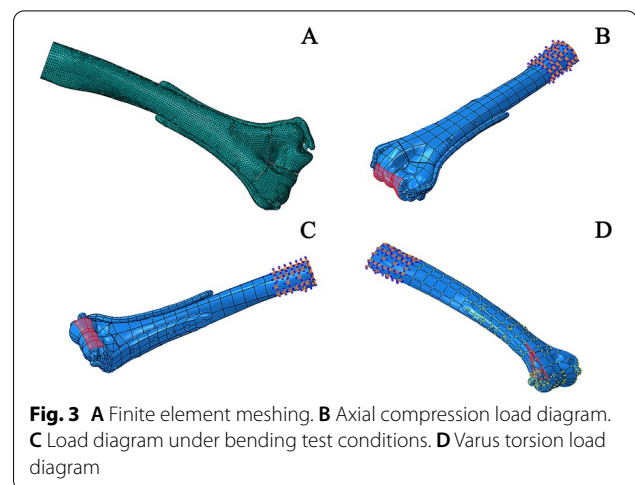 A
B
C
D
Fig. 3 A Finite element meshing. B Axial compression load diagram.
C Load diagram under bending test conditions. D Varus torsion load
diagram